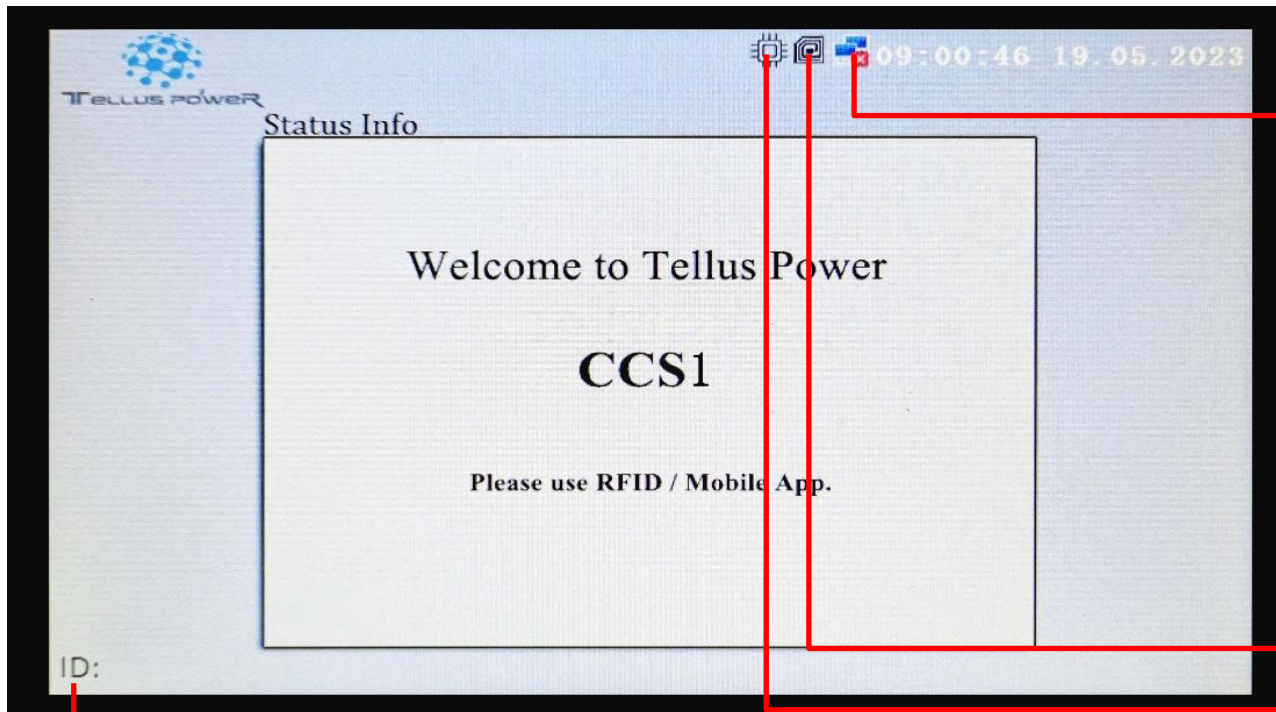 TELLUS POWER
09:00:46 19.05.2023
Status Info
Welcome to Tellus Power
CCS1
Please use RFID / Mobile App.
ID: